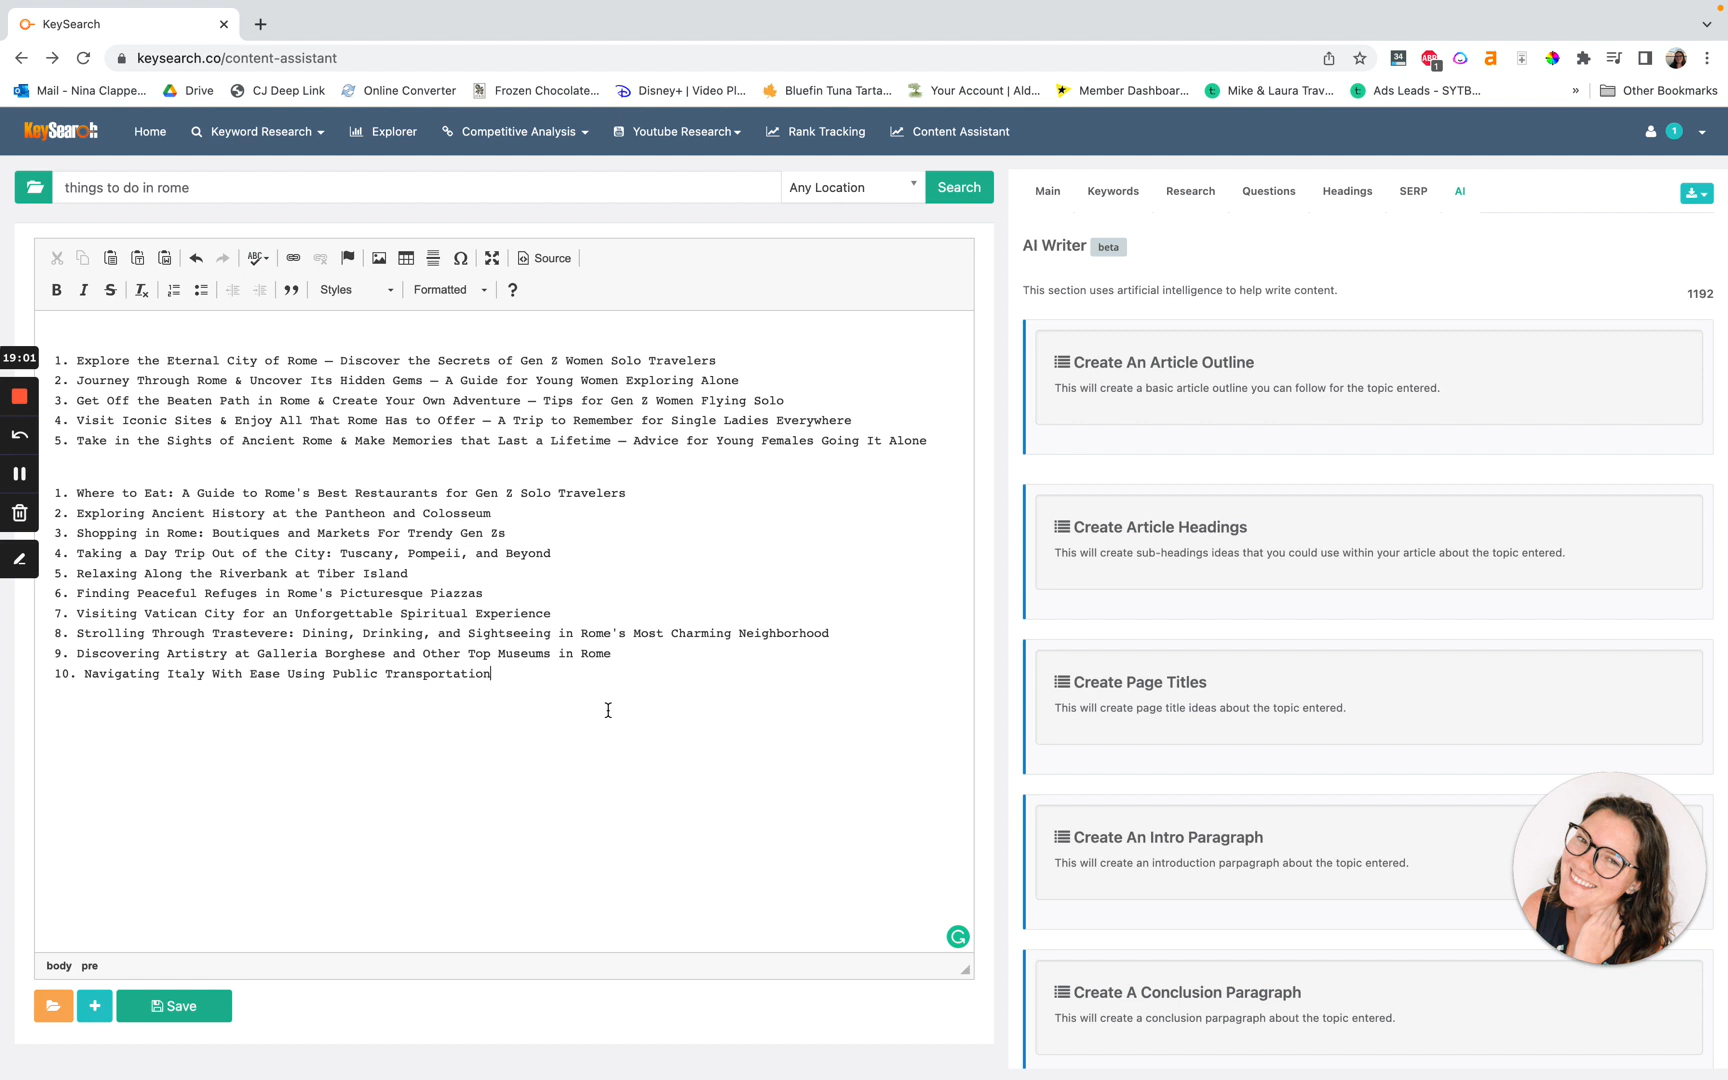 KeySearch
keysearch.co/content-assistant
34
ABP
1
Mail - Nina Clappe...
Drive
CJ Deep Link
Online Converter
Frozen Chocolate...
Disney+ | Video Pl...
Bluefin Tuna Tarta...
Your Account | Ald...
Member Dashboar...
Mike & Laura Trav...
Ads Leads - SYTB...
»
Other Bookmarks
KeySearch
Home
Keyword Research
Explorer
Competitive Analysis
Youtube Research
Rank Tracking
Content Assistant
1
things to do in rome
Any Location
Search
Main
Keywords
Research
Questions
Headings
SERP
AI
ABC
Source
B
I
S
Styles
Formatted
?
1. Explore the Eternal City of Rome – Discover the Secrets of Gen Z Women Solo Travelers
2. Journey Through Rome & Uncover Its Hidden Gems – A Guide for Young Women Exploring Alone
3. Get Off the Beaten Path in Rome & Create Your Own Adventure – Tips for Gen Z Women Flying Solo
4. Visit Iconic Sites & Enjoy All That Rome Has to Offer – A Trip to Remember for Single Ladies Everywhere
5. Take in the Sights of Ancient Rome & Make Memories that Last a Lifetime – Advice for Young Females Going It Alone
1. Where to Eat: A Guide to Rome's Best Restaurants for Gen Z Solo Travelers
2. Exploring Ancient History at the Pantheon and Colosseum
3. Shopping in Rome: Boutiques and Markets For Trendy Gen Zs
4. Taking a Day Trip Out of the City: Tuscany, Pompeii, and Beyond
5. Relaxing Along the Riverbank at Tiber Island
6. Finding Peaceful Refuges in Rome's Picturesque Piazzas
7. Visiting Vatican City for an Unforgettable Spiritual Experience
8. Strolling Through Trastevere: Dining, Drinking, and Sightseeing in Rome's Most Charming Neighborhood
9. Discovering Artistry at Galleria Borghese and Other Top Museums in Rome
10. Navigating Italy With Ease Using Public Transportation
19:01
body pre
Save
AI Writer beta
This section uses artificial intelligence to help write content.
1192
Create An Article Outline
This will create a basic article outline you can follow for the topic entered.
Create Article Headings
This will create sub-headings ideas that you could use within your article about the topic entered.
Create Page Titles
This will create page title ideas about the topic entered.
Create An Intro Paragraph
This will create an introduction parpagraph about the topic entered.
Create A Conclusion Paragraph
This will create a conclusion parpagraph about the topic entered.